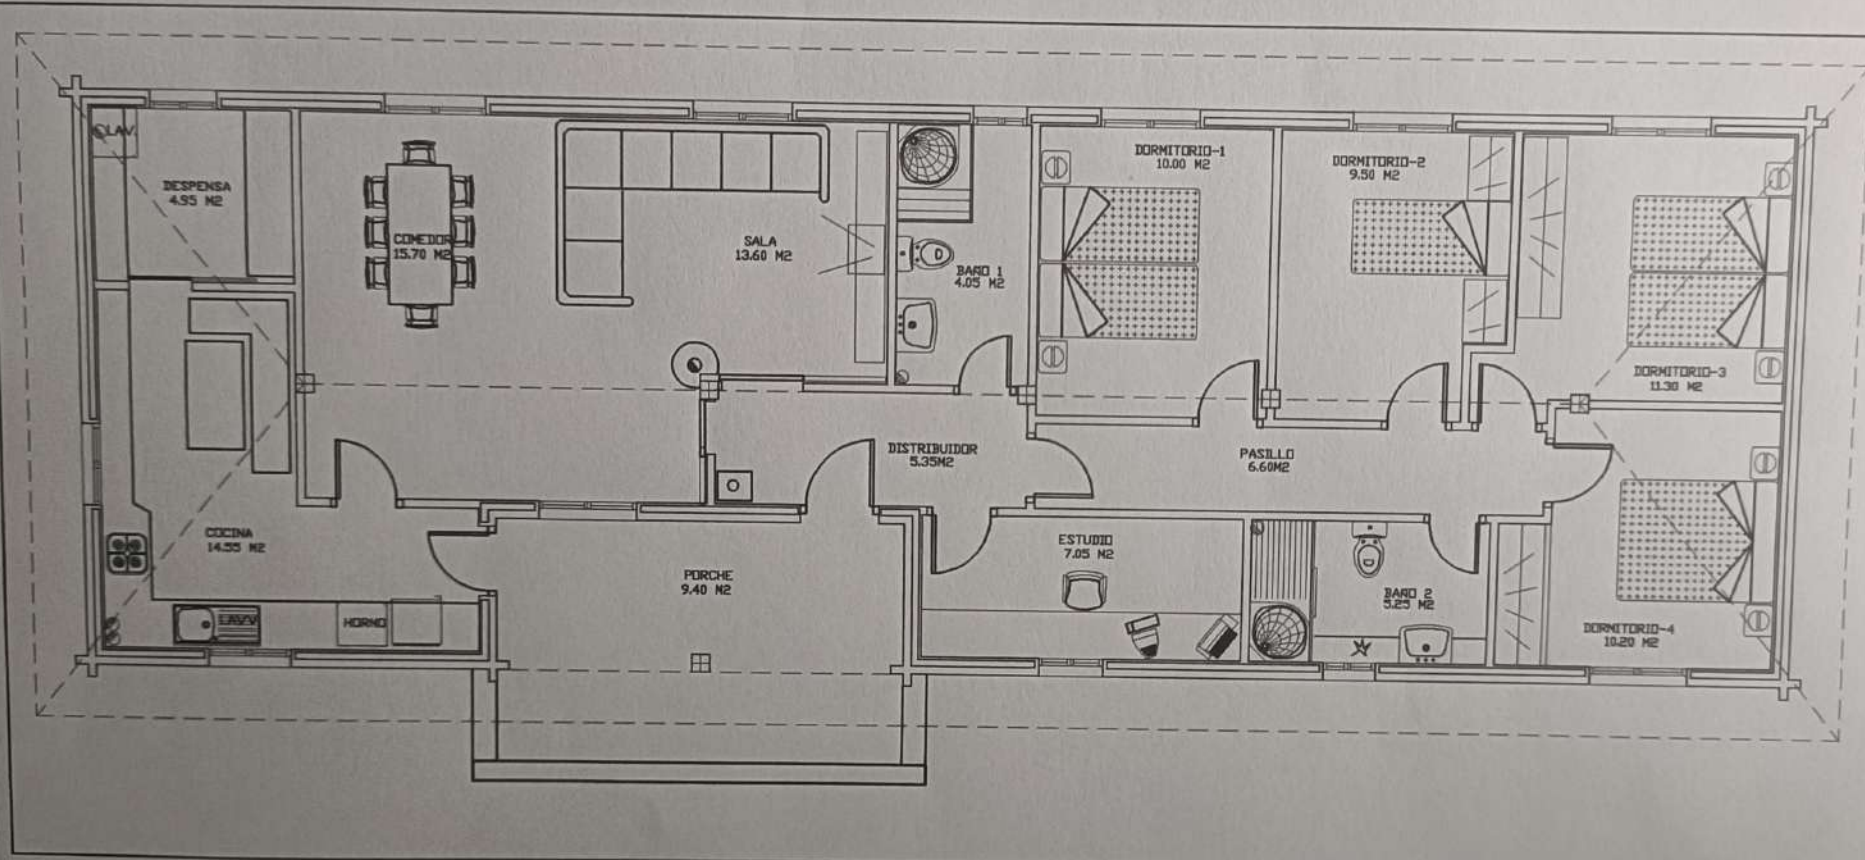 LAV.
DESPENSA
4.95 M2
COMEDOR
15.70 M2
SALA
13.60 M2
BAÑO 1
4.05 M2
DORMITORIO-1
10.00 M2
DORMITORIO-2
9.50 M2
DORMITORIO-3
11.30 M2
DISTRIBUIDOR
5.35M2
PASILLO
6.60M2
COCINA
14.55 M2
PORCHE
9.40 M2
ESTUDIO
7.05 M2
BAÑO 2
5.25 M2
DORMITORIO-4
10.20 M2
LAVV
HORNO